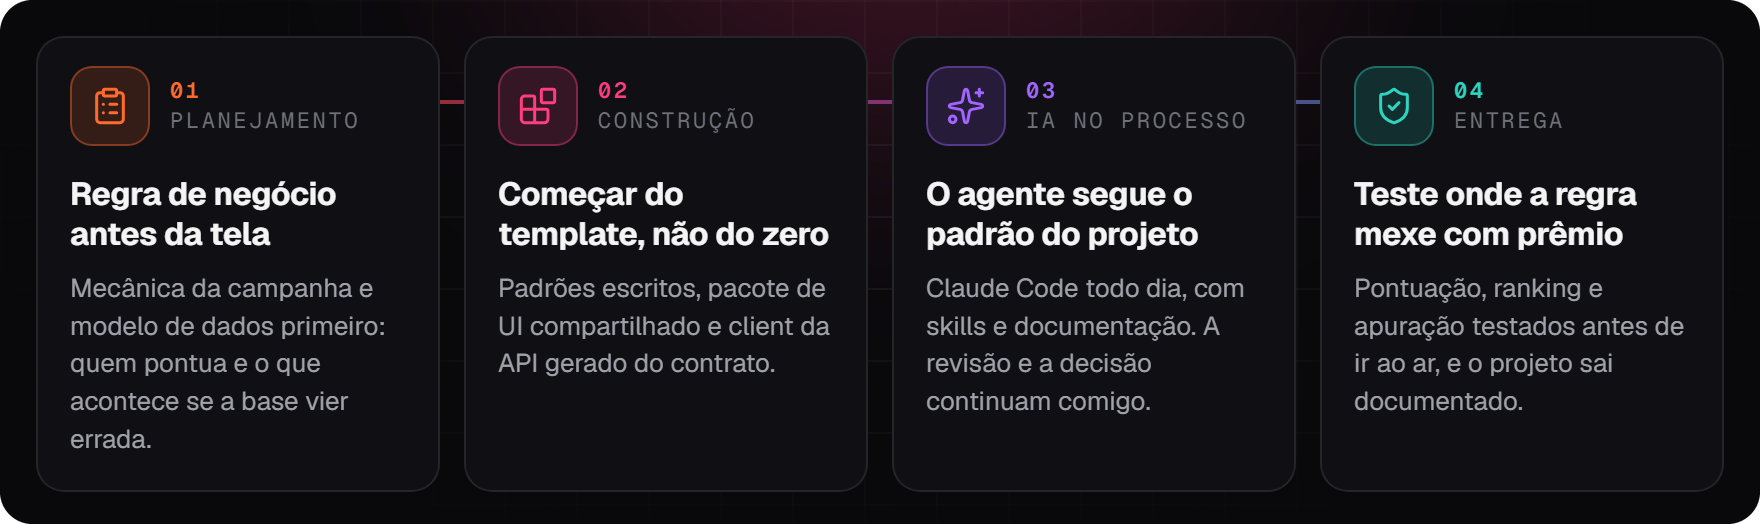 01
PLANEJAMENTO
Regra de negócio
antes da tela
Mecânica da campanha e
modelo de dados primeiro:
quem pontua e o que
acontece se a base vier
errada.
02
CONSTRUÇÃO
Começar do
template, não do zero
Padrões escritos, pacote de
UI compartilhado e client da
API gerado do contrato.
03
IA NO PROCESSO
O agente segue o
padrão do projeto
Claude Code todo dia, com
skills e documentação. A
revisão e a decisão
continuam comigo.
04
ENTREGA
Teste onde a regra
mexe com prêmio
Pontuação, ranking e
apuração testados antes de
ir ao ar, e o projeto sai
documentado.